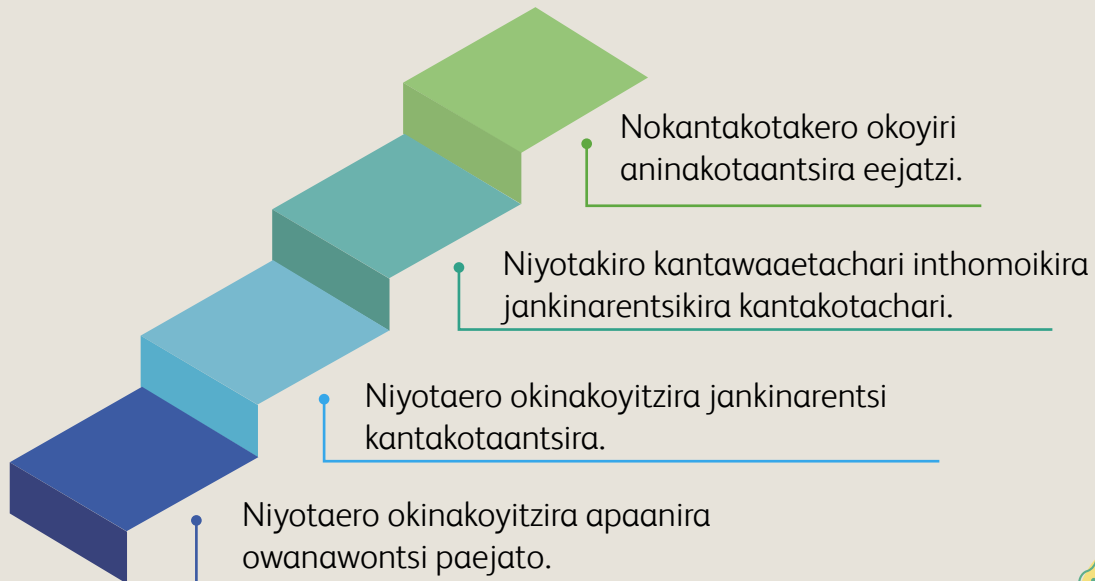 Nokantakotakero okoyiri
aninakotaantsira eejatzi.
Niyotakiro kantawaaetachari inthomoikira
jankinarentsikira kantakotachari.
Niyotaero okinakoyitzira jankinarentsi
kantakotaantsira.
Niyotaero okinakoyitzira apaanira
owanawontsi paejato.